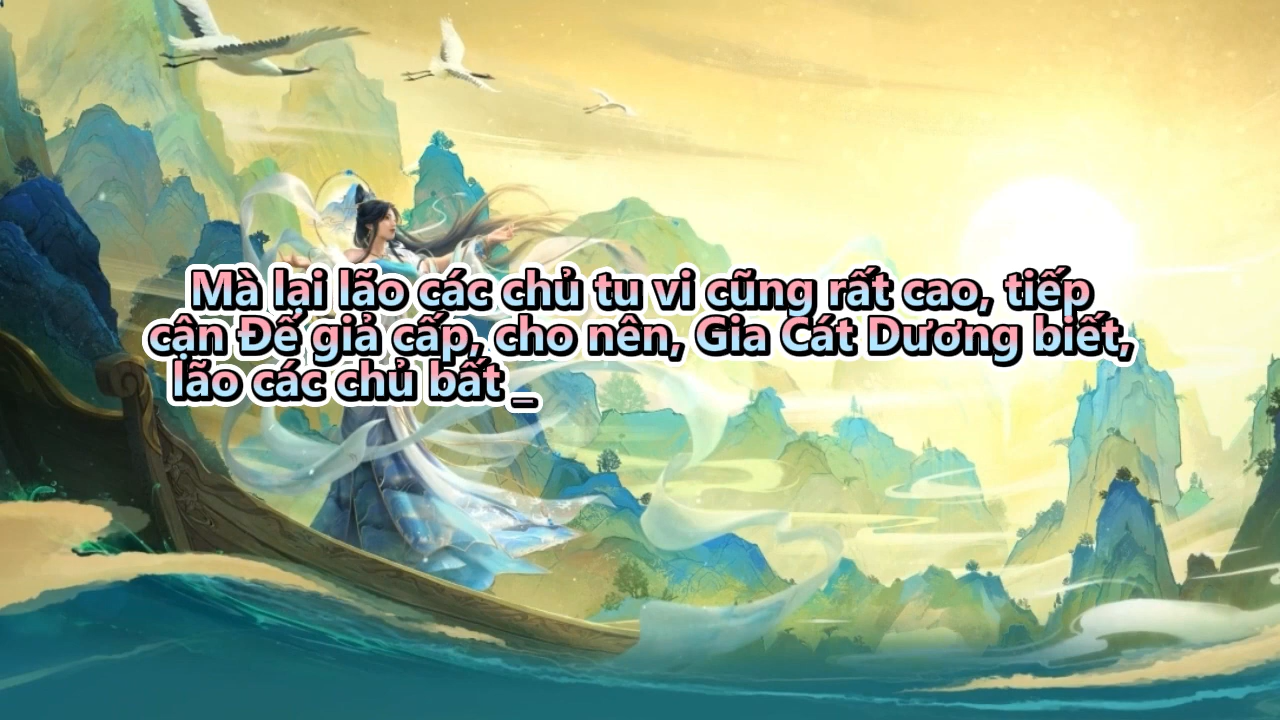 Mà lại lão các chủ tu vi cũng rất cao, tiếp
cận Đế giả cấp, cho nên, Gia Cát Dương biết,
lão các chủ bất _